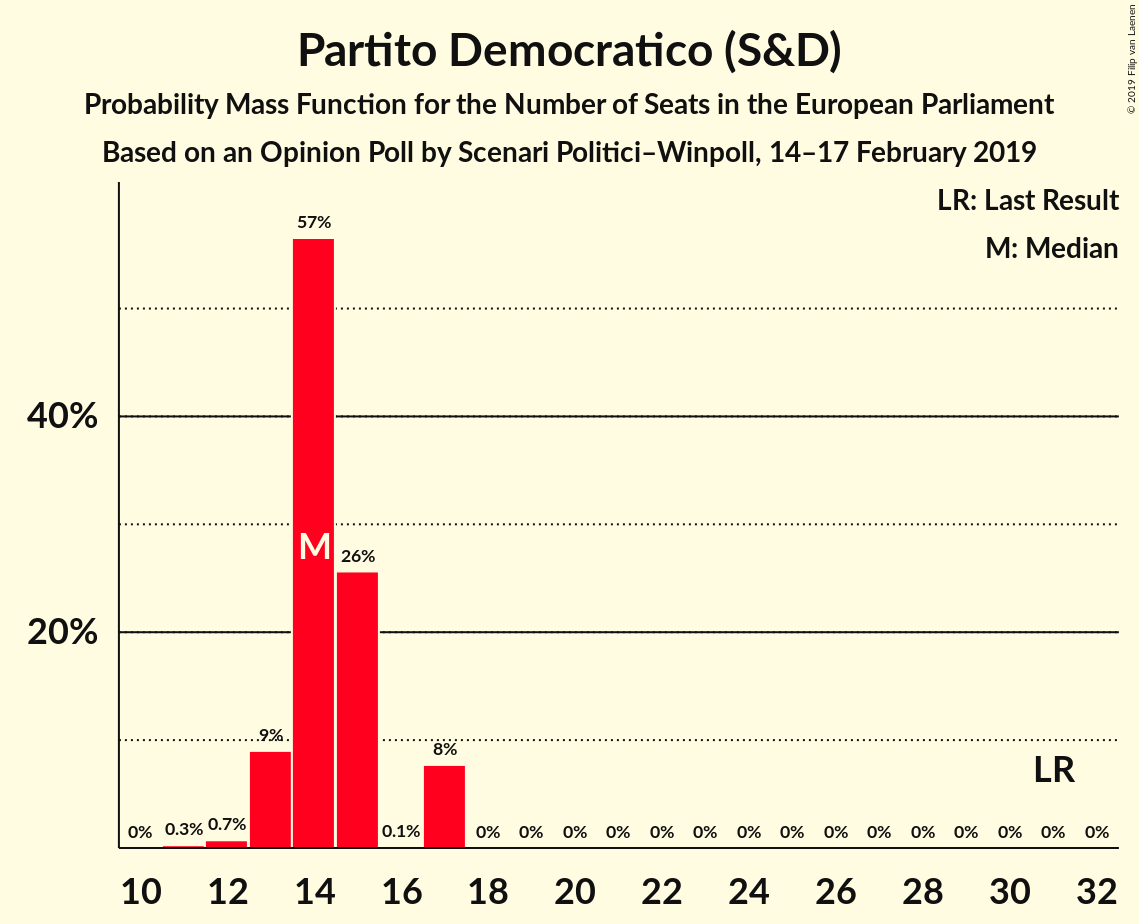 © 2019 Filip van Laenen
Partito Democratico (S&D)
Probability Mass Function for the Number of Seats in the European Parliament
Based on an Opinion Poll by Scenari Politici–Winpoll, 14–17 February 2019
LR: Last Result
M: Median
57%
40%
M
26%
20%
9%
8%
LR
0% 0.3% 0.7% 0.1% 0% 0% 0% 0% 0% 0% 0% 0% 0% 0% 0% 0% 0% 0% 0%
10 12 14 16 18 20 22 24 26 28 30 32